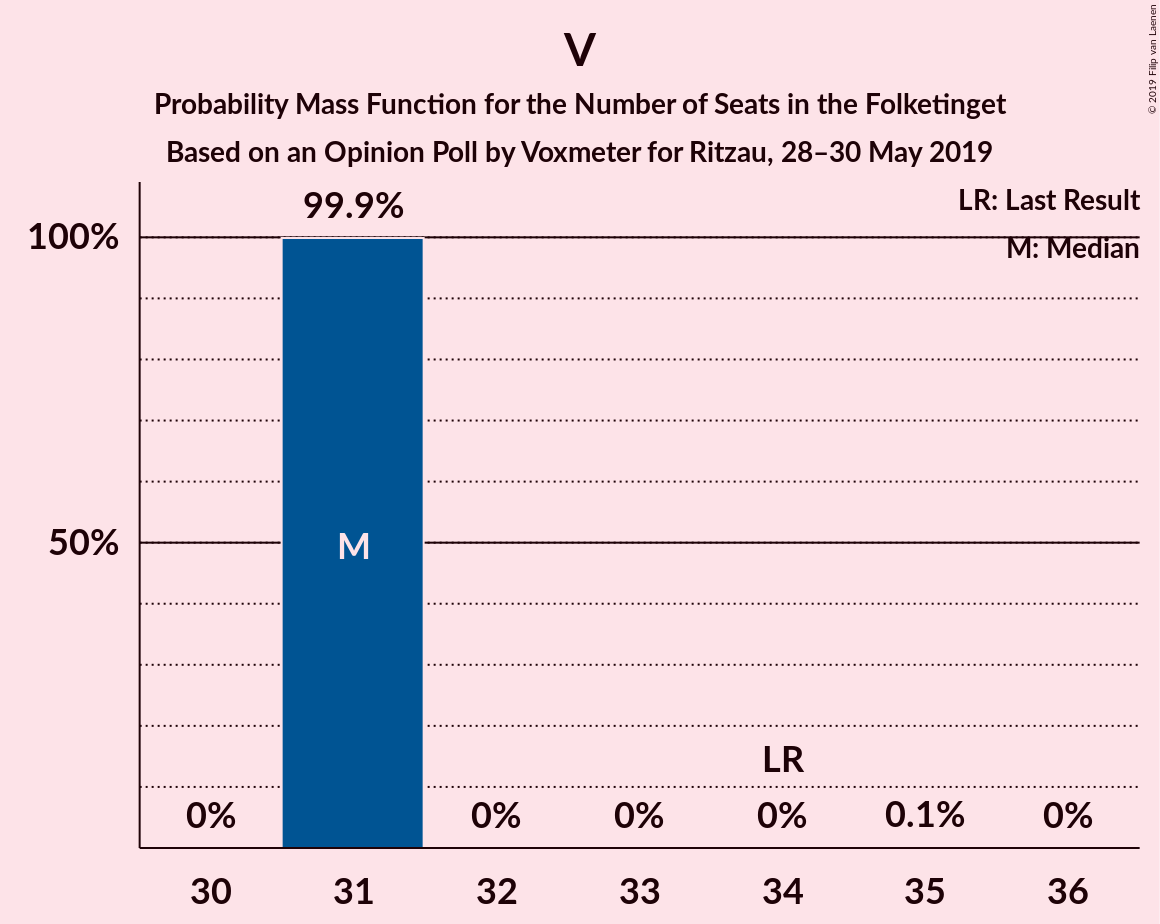 V
Probability Mass Function for the Number of Seats in the Folketinget
Based on an Opinion Poll by Voxmeter for Ritzau, 28–30 May 2019
© 2019 Filip van Laenen
LR: Last Result
M: Median
99.9%
100%
50%
M
LR
0%
0%
0%
0%
0.1%
0%
30
31
32
33
34
35
36